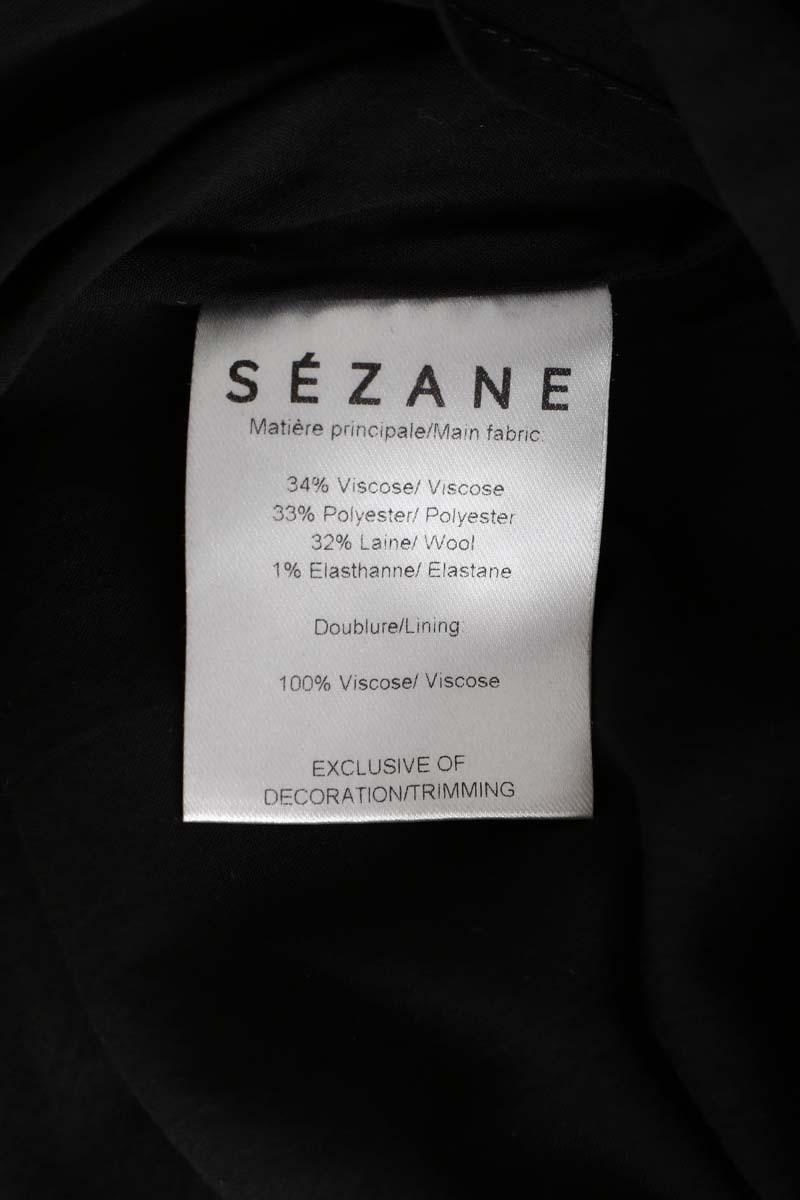 SÉZANE
Matière principale/Main fabric:
34% Viscose/ Viscose
33% Polyester/ Polyester
32% Laine/ Wool
1% Elasthanne/ Elastane
Doublure/Lining:
100% Viscose/ Viscose
EXCLUSIVE OF
DECORATION/TRIMMING